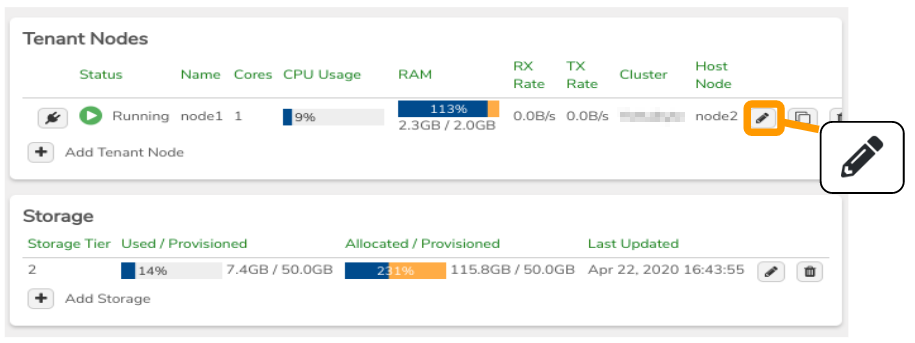 Tenant Nodes
Status Name Cores CPU Usage RAM RX Rate TX Rate Cluster Host Node
Running node1 1 9% 113% 2.3GB / 2.0GB 0.0B/s 0.0B/s node2
Add Tenant Node
Storage
Storage Tier Used / Provisioned Allocated / Provisioned Last Updated
2 14% 7.4GB / 50.0GB 231% 115.8GB / 50.0GB Apr 22, 2020 16:43:55
Add Storage